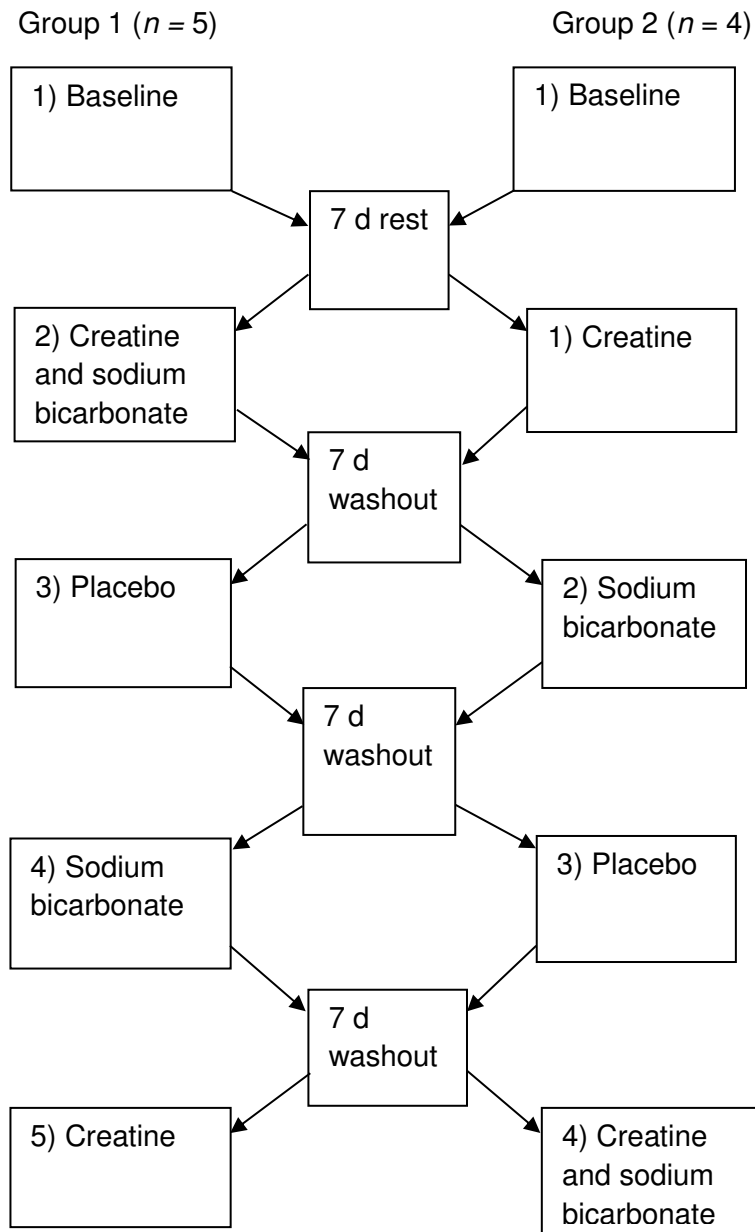 Group 1 (n = 5)
Group 2 (n = 4)
1) Baseline
1) Baseline
7 d rest
2) Creatine
and sodium
bicarbonate
1) Creatine
7 d
washout
3) Placebo
2) Sodium
bicarbonate
7 d
washout
4) Sodium
bicarbonate
3) Placebo
7 d
washout
5) Creatine
4) Creatine
and sodium
bicarbonate